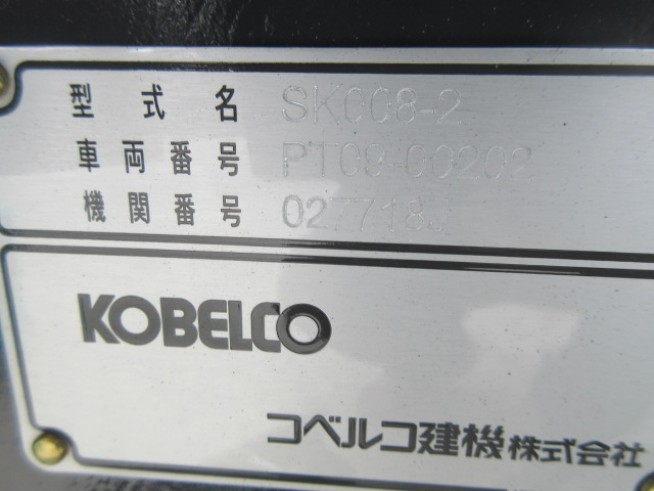 型式名 SK008-2
車両番号 PT09-00202
機関番号
KOBELCO
コベルコ建機株式会社